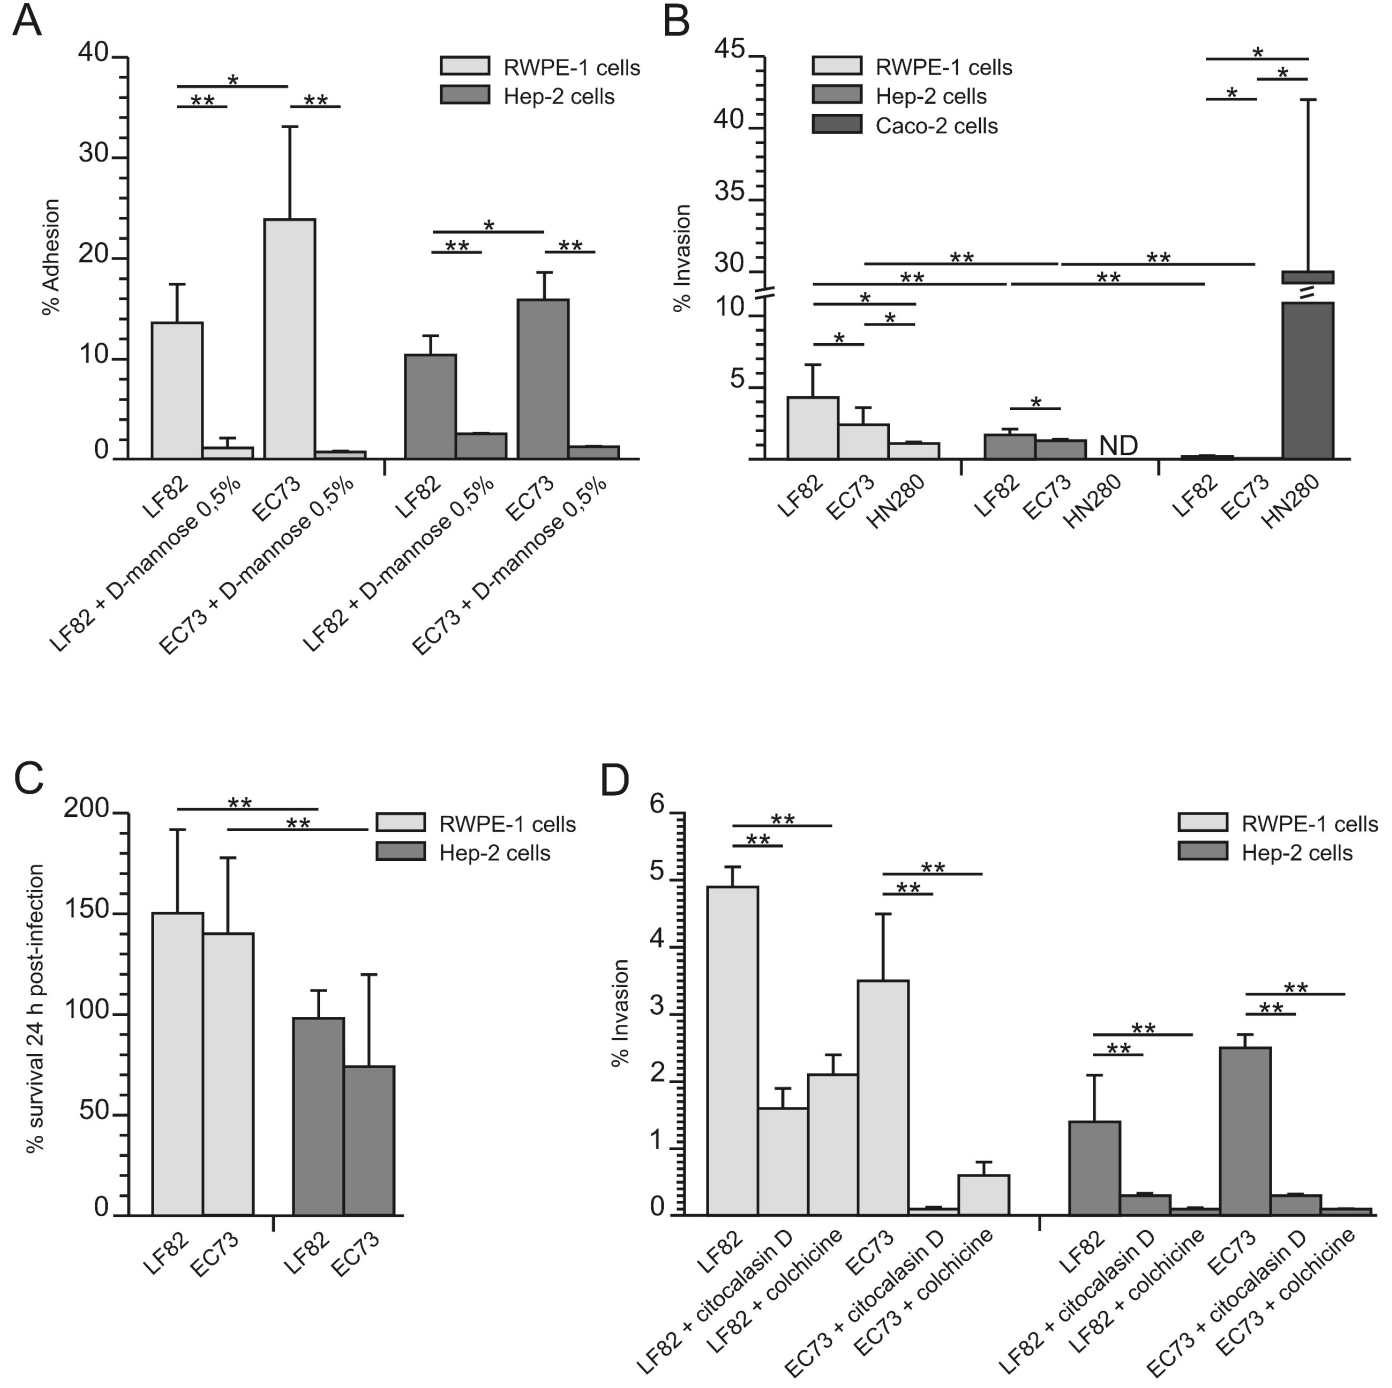 A
40
30
20
10
0
% Adhesion
RWPE-1 cells
Hep-2 cells
*
**
**
*
**
**
LF82
LF82 + D-mannose 0,5%
EC73
EC73 + D-mannose 0,5%
LF82
LF82 + D-mannose 0,5%
EC73
EC73 + D-mannose 0,5%
B
45
40
35
30
10
5
% Invasion
RWPE-1 cells
Hep-2 cells
Caco-2 cells
*
*
*
**
**
**
**
*
*
*
*
ND
LF82
EC73
HN280
LF82
EC73
HN280
LF82
EC73
HN280
C
200
150
100
50
0
% survival 24 h post-infection
RWPE-1 cells
Hep-2 cells
**
**
LF82
EC73
LF82
EC73
D
6
5
4
3
2
1
0
% Invasion
RWPE-1 cells
Hep-2 cells
**
**
**
**
**
**
**
**
LF82
LF82 + citocalasin D
LF82 + colchicine
EC73
EC73 + citocalasin D
EC73 + colchicine
LF82
LF82 + citocalasin D
LF82 + colchicine
EC73
EC73 + citocalasin D
EC73 + colchicine